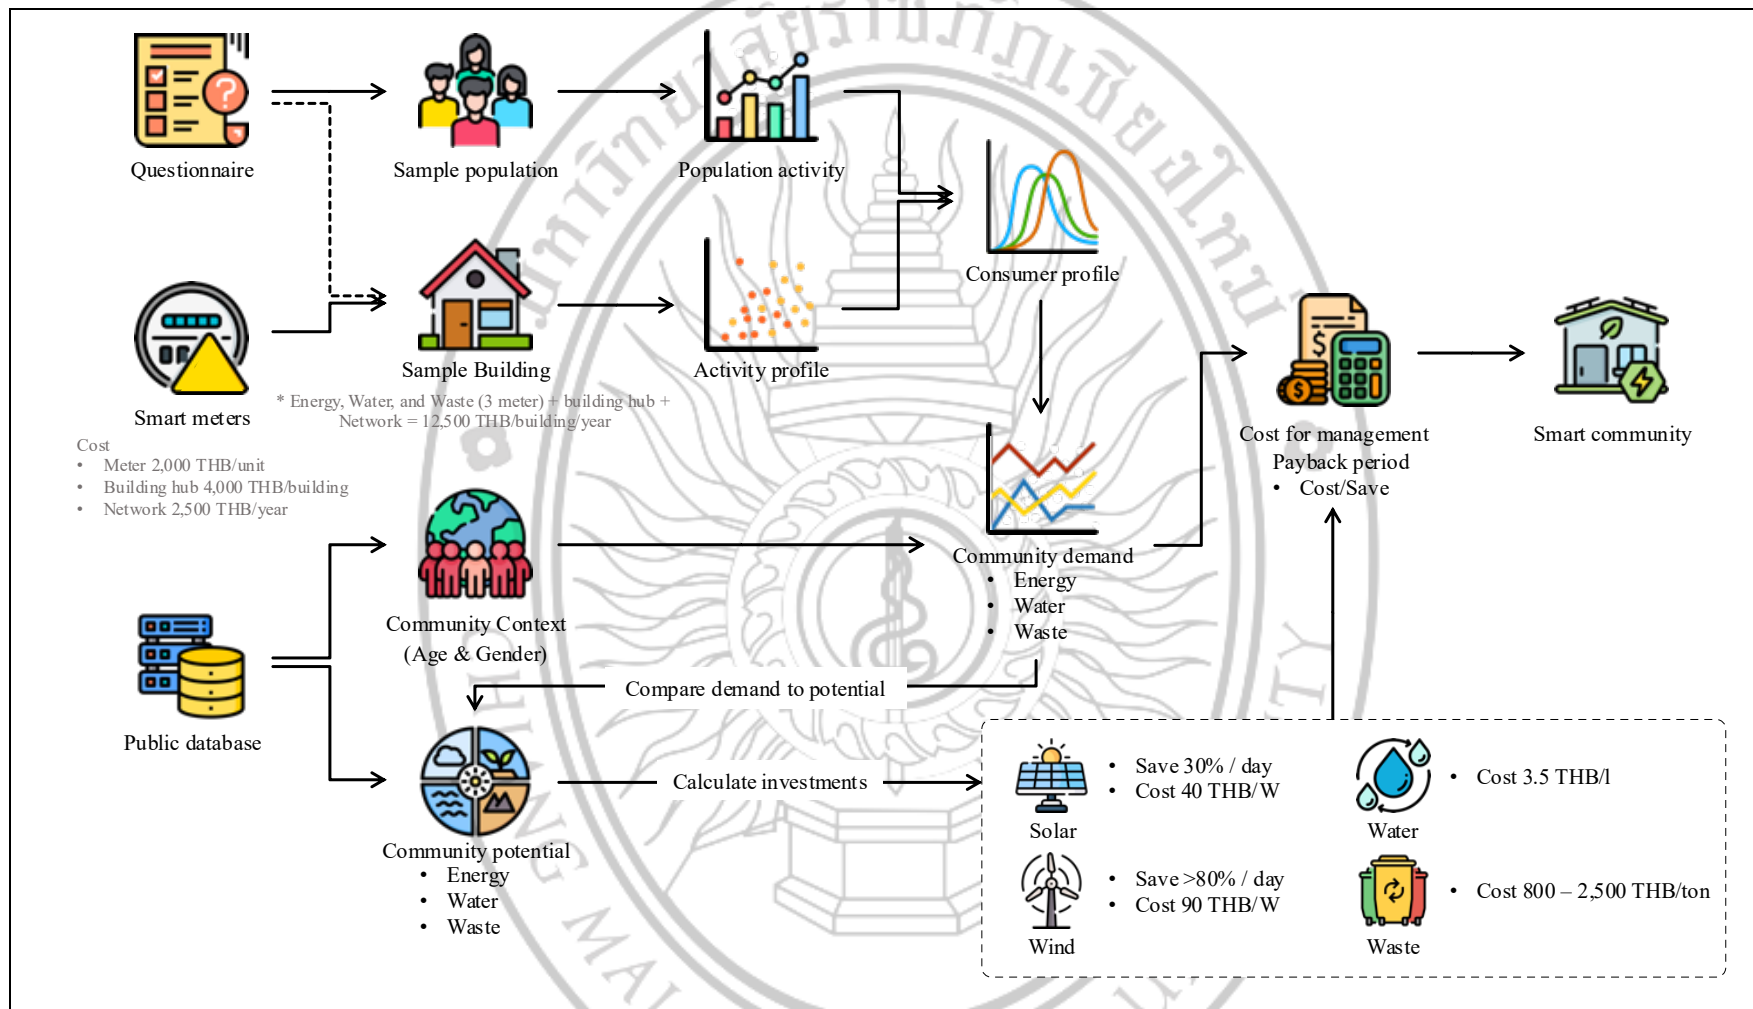 Questionnaire
Sample population
Population activity
Consumer profile
Smart meters
Sample Building
Activity profile
* Energy, Water, and Waste (3 meter) + building hub +
Network = 12,500 THB/building/year
Cost
• Meter 2,000 THB/unit
• Building hub 4,000 THB/building
• Network 2,500 THB/year
Cost for management
Payback period
• Cost/Save
Smart community
Community demand
• Energy
• Water
• Waste
Community Context
(Age & Gender)
Public database
Compare demand to potential
Calculate investments
Community potential
• Energy
• Water
• Waste
• Save 30% / day
• Cost 40 THB/W
Solar
• Cost 3.5 THB/l
Water
• Save >80% / day
• Cost 90 THB/W
Wind
• Cost 800 – 2,500 THB/ton
Waste